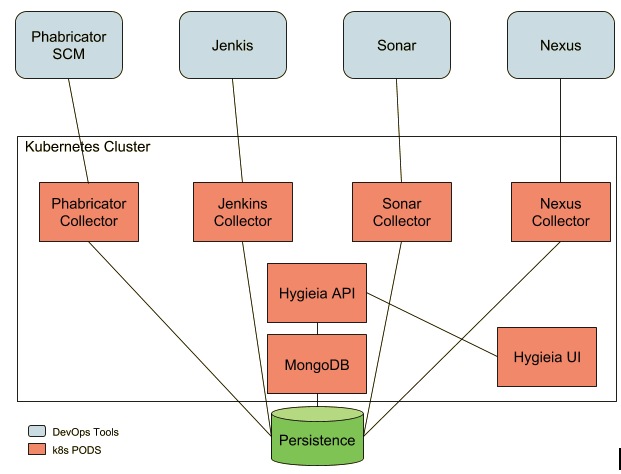 Phabricator
SCM
Jenkis
Sonar
Nexus
Kubernetes Cluster
Phabricator
Collector
Jenkins
Collector
Sonar
Collector
Nexus
Collector
Hygieia API
Hygieia UI
MongoDB
Persistence
DevOps Tools
k8s PODS